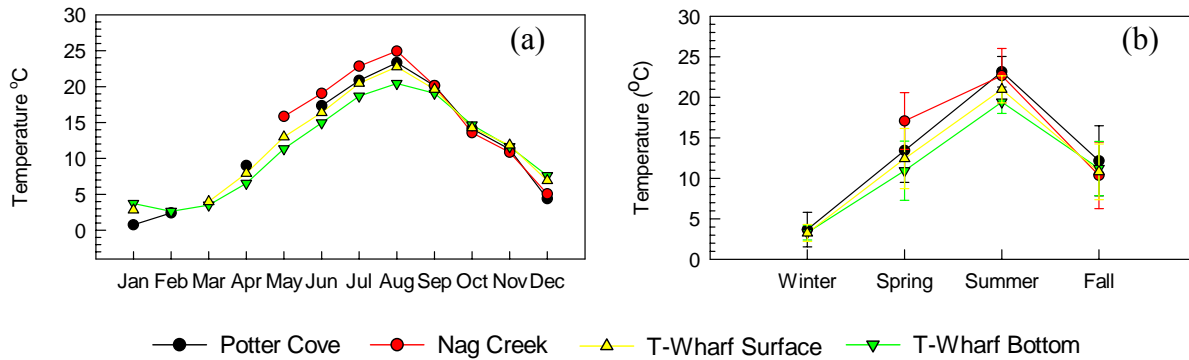 (a)
Temperature °C
30
25
20
15
10
5
0
Jan Feb Mar Apr May Jun Jul Aug Sep Oct Nov Dec
(b)
Temperature (°C)
30
25
20
15
10
5
0
Winter Spring Summer Fall
Potter Cove Nag Creek T-Wharf Surface T-Wharf Bottom